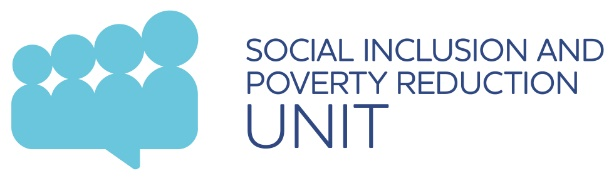 SOCIAL INCLUSION AND
POVERTY REDUCTION
UNIT